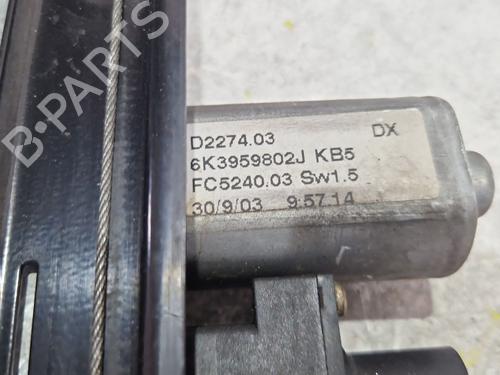 B-PARTS
D2274.03 DX
6K3959802J KB5
FC5240.03 Sw1.5
30/9/03 9:57.14